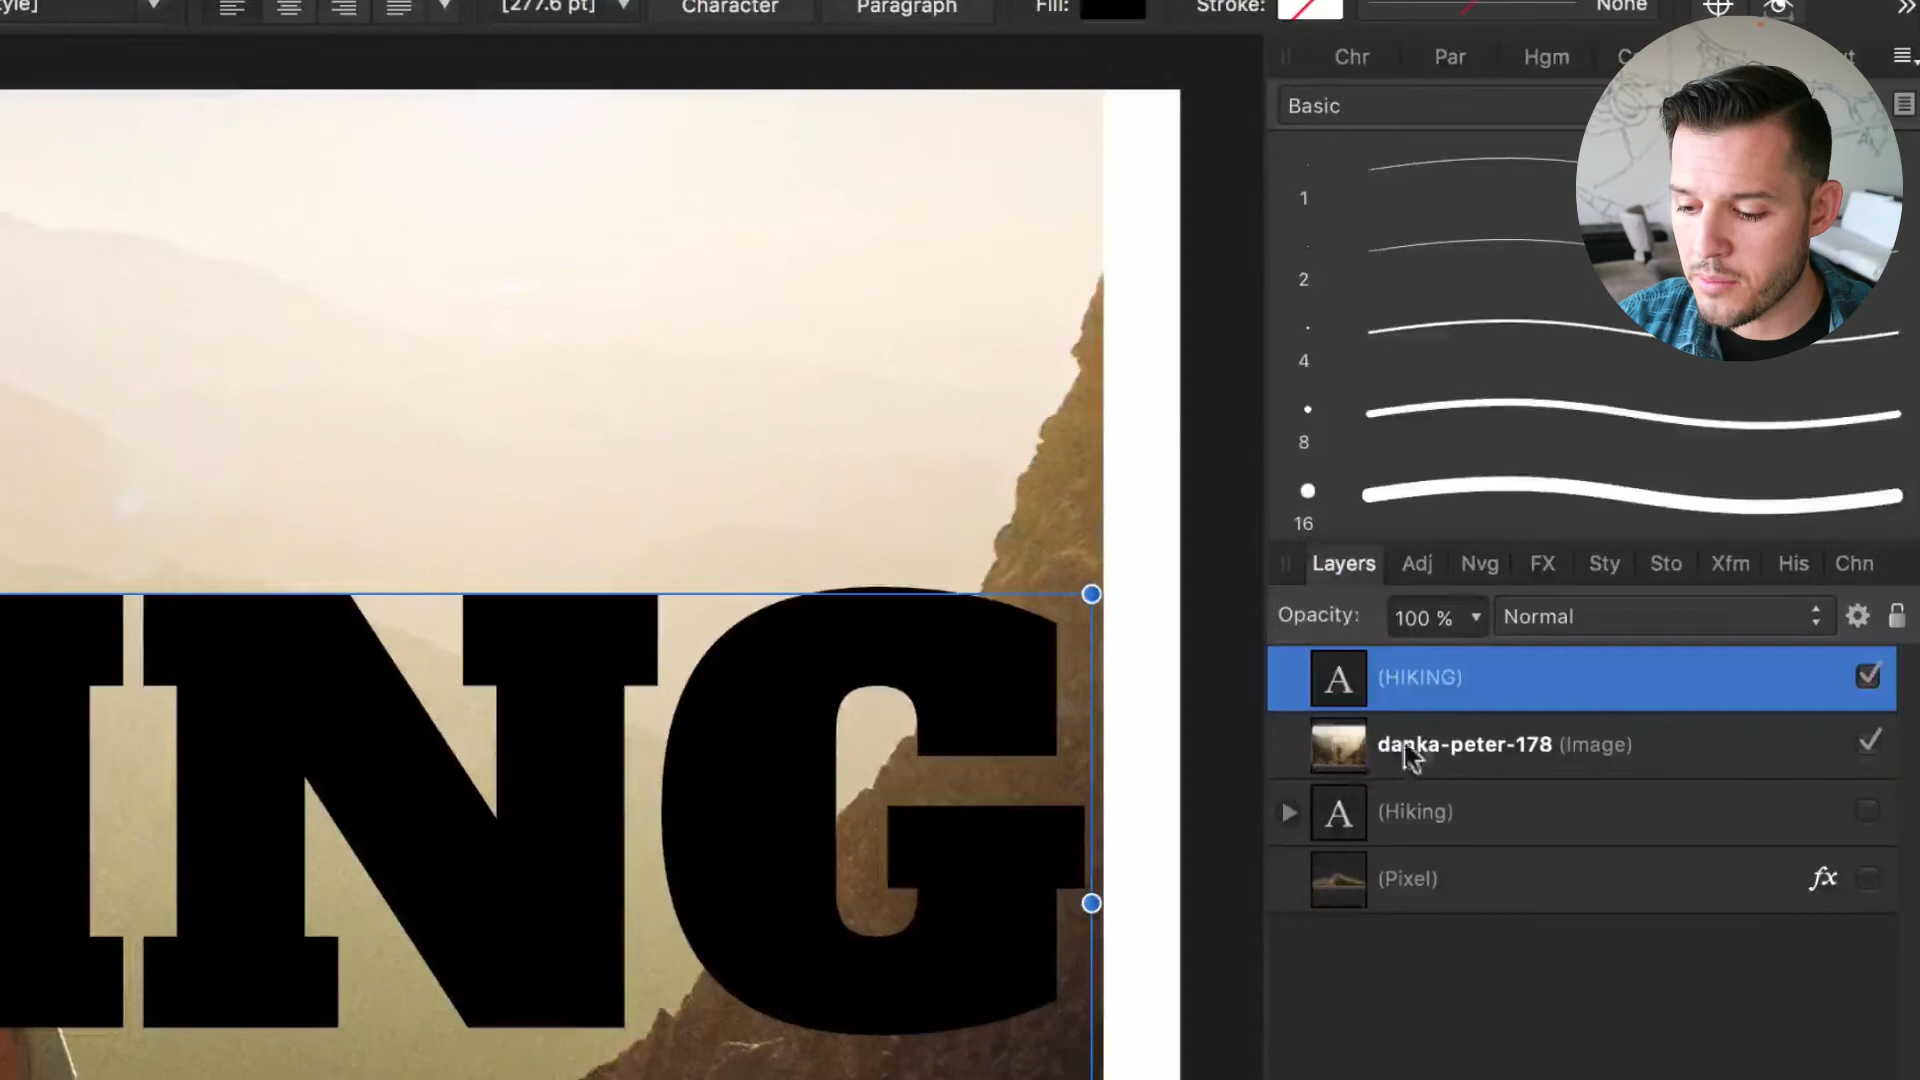 yle]
[277.6 pt]
Character
Paragraph
Fill:
Stroke:
None
Chr Par Hgm
Basic
1
2
4
8
16
Layers Adj Nvg FX Sty Sto Xfm His Chn
Opacity: 100 % Normal
A (HIKING)
danka-peter-178 (Image)
A (Hiking)
(Pixel) fx
ING